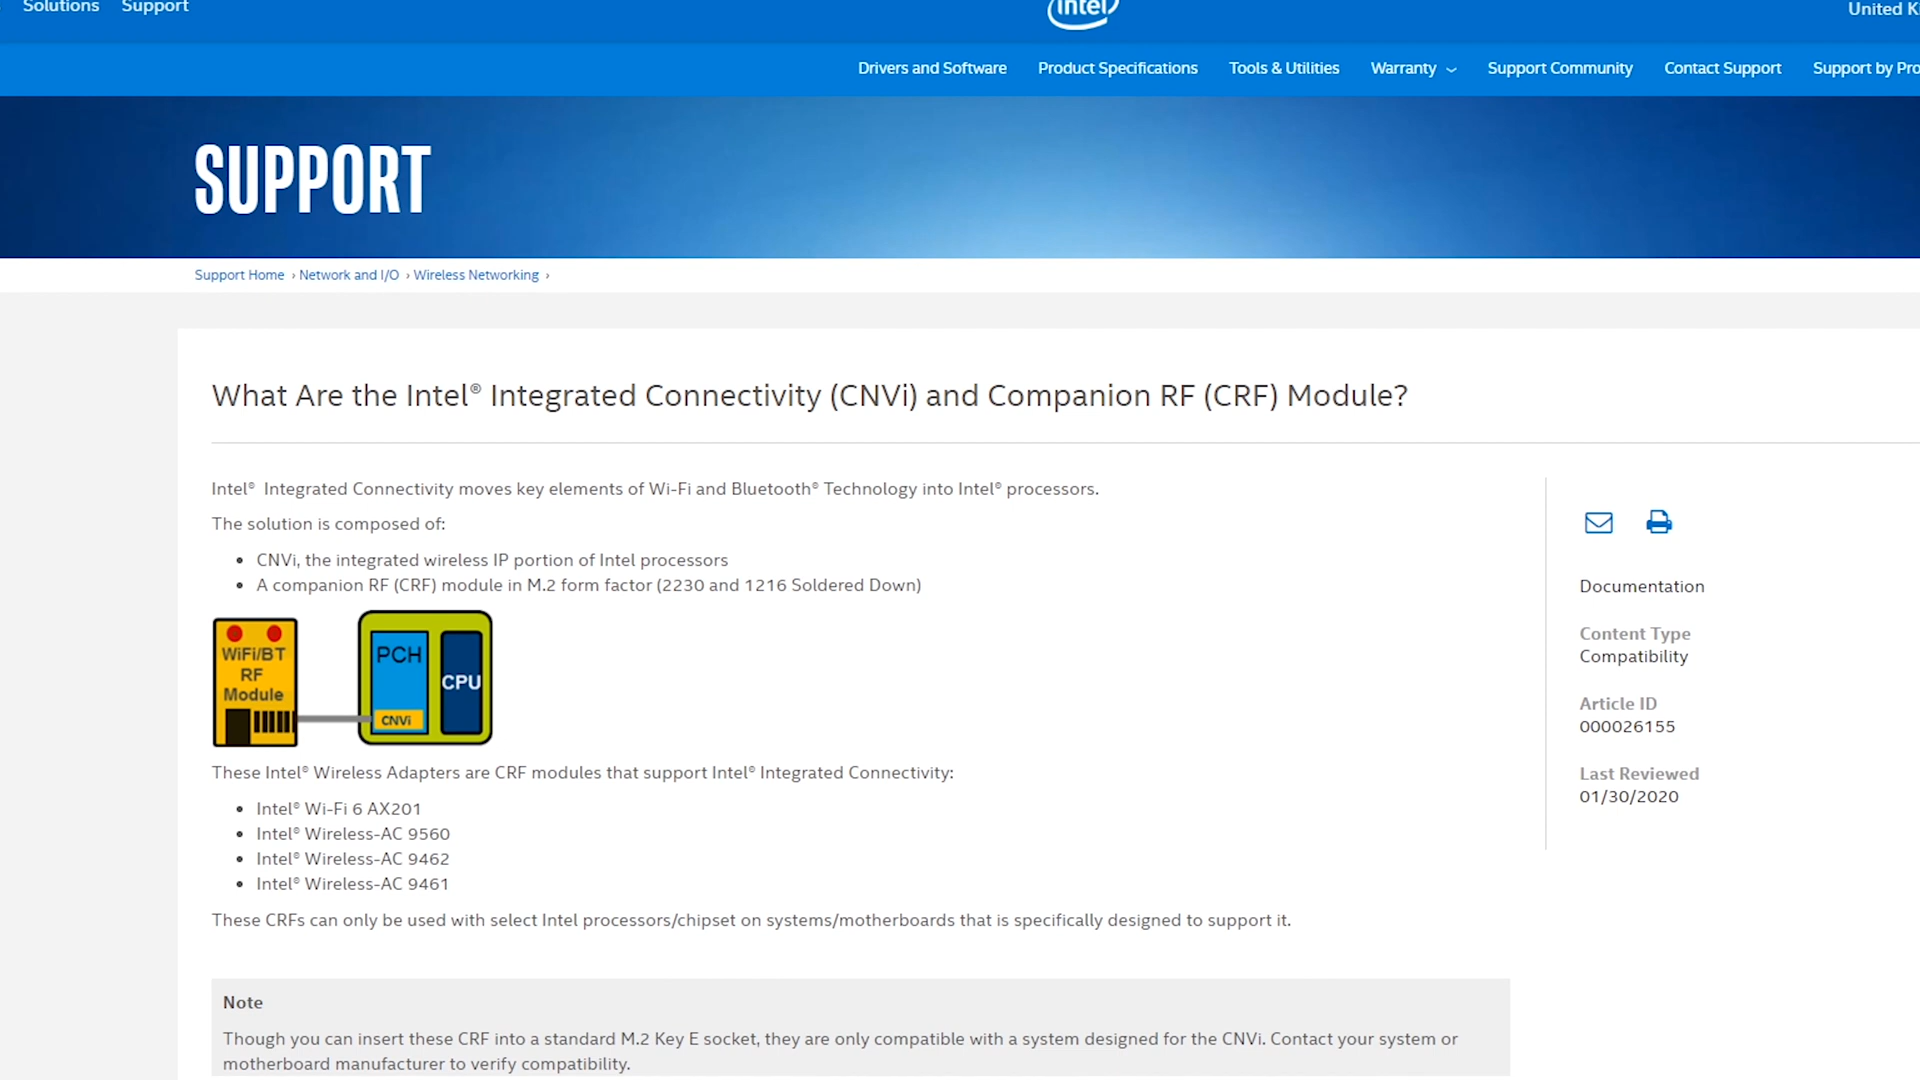 Solutions Support
intel
United K
Drivers and Software Product Specifications Tools & Utilities Warranty Support Community Contact Support Support by Pro
SUPPORT
Support Home › Network and I/O › Wireless Networking ›
What Are the Intel® Integrated Connectivity (CNVi) and Companion RF (CRF) Module?
Intel® Integrated Connectivity moves key elements of Wi-Fi and Bluetooth® Technology into Intel® processors.
The solution is composed of:
• CNVi, the integrated wireless IP portion of Intel processors
• A companion RF (CRF) module in M.2 form factor (2230 and 1216 Soldered Down)
WiFi/BT
RF
Module
PCH
CPU
CNVi
These Intel® Wireless Adapters are CRF modules that support Intel® Integrated Connectivity:
• Intel® Wi-Fi 6 AX201
• Intel® Wireless-AC 9560
• Intel® Wireless-AC 9462
• Intel® Wireless-AC 9461
These CRFs can only be used with select Intel processors/chipset on systems/motherboards that is specifically designed to support it.
Note
Though you can insert these CRF into a standard M.2 Key E socket, they are only compatible with a system designed for the CNVi. Contact your system or
motherboard manufacturer to verify compatibility.
Documentation
Content Type
Compatibility
Article ID
000026155
Last Reviewed
01/30/2020